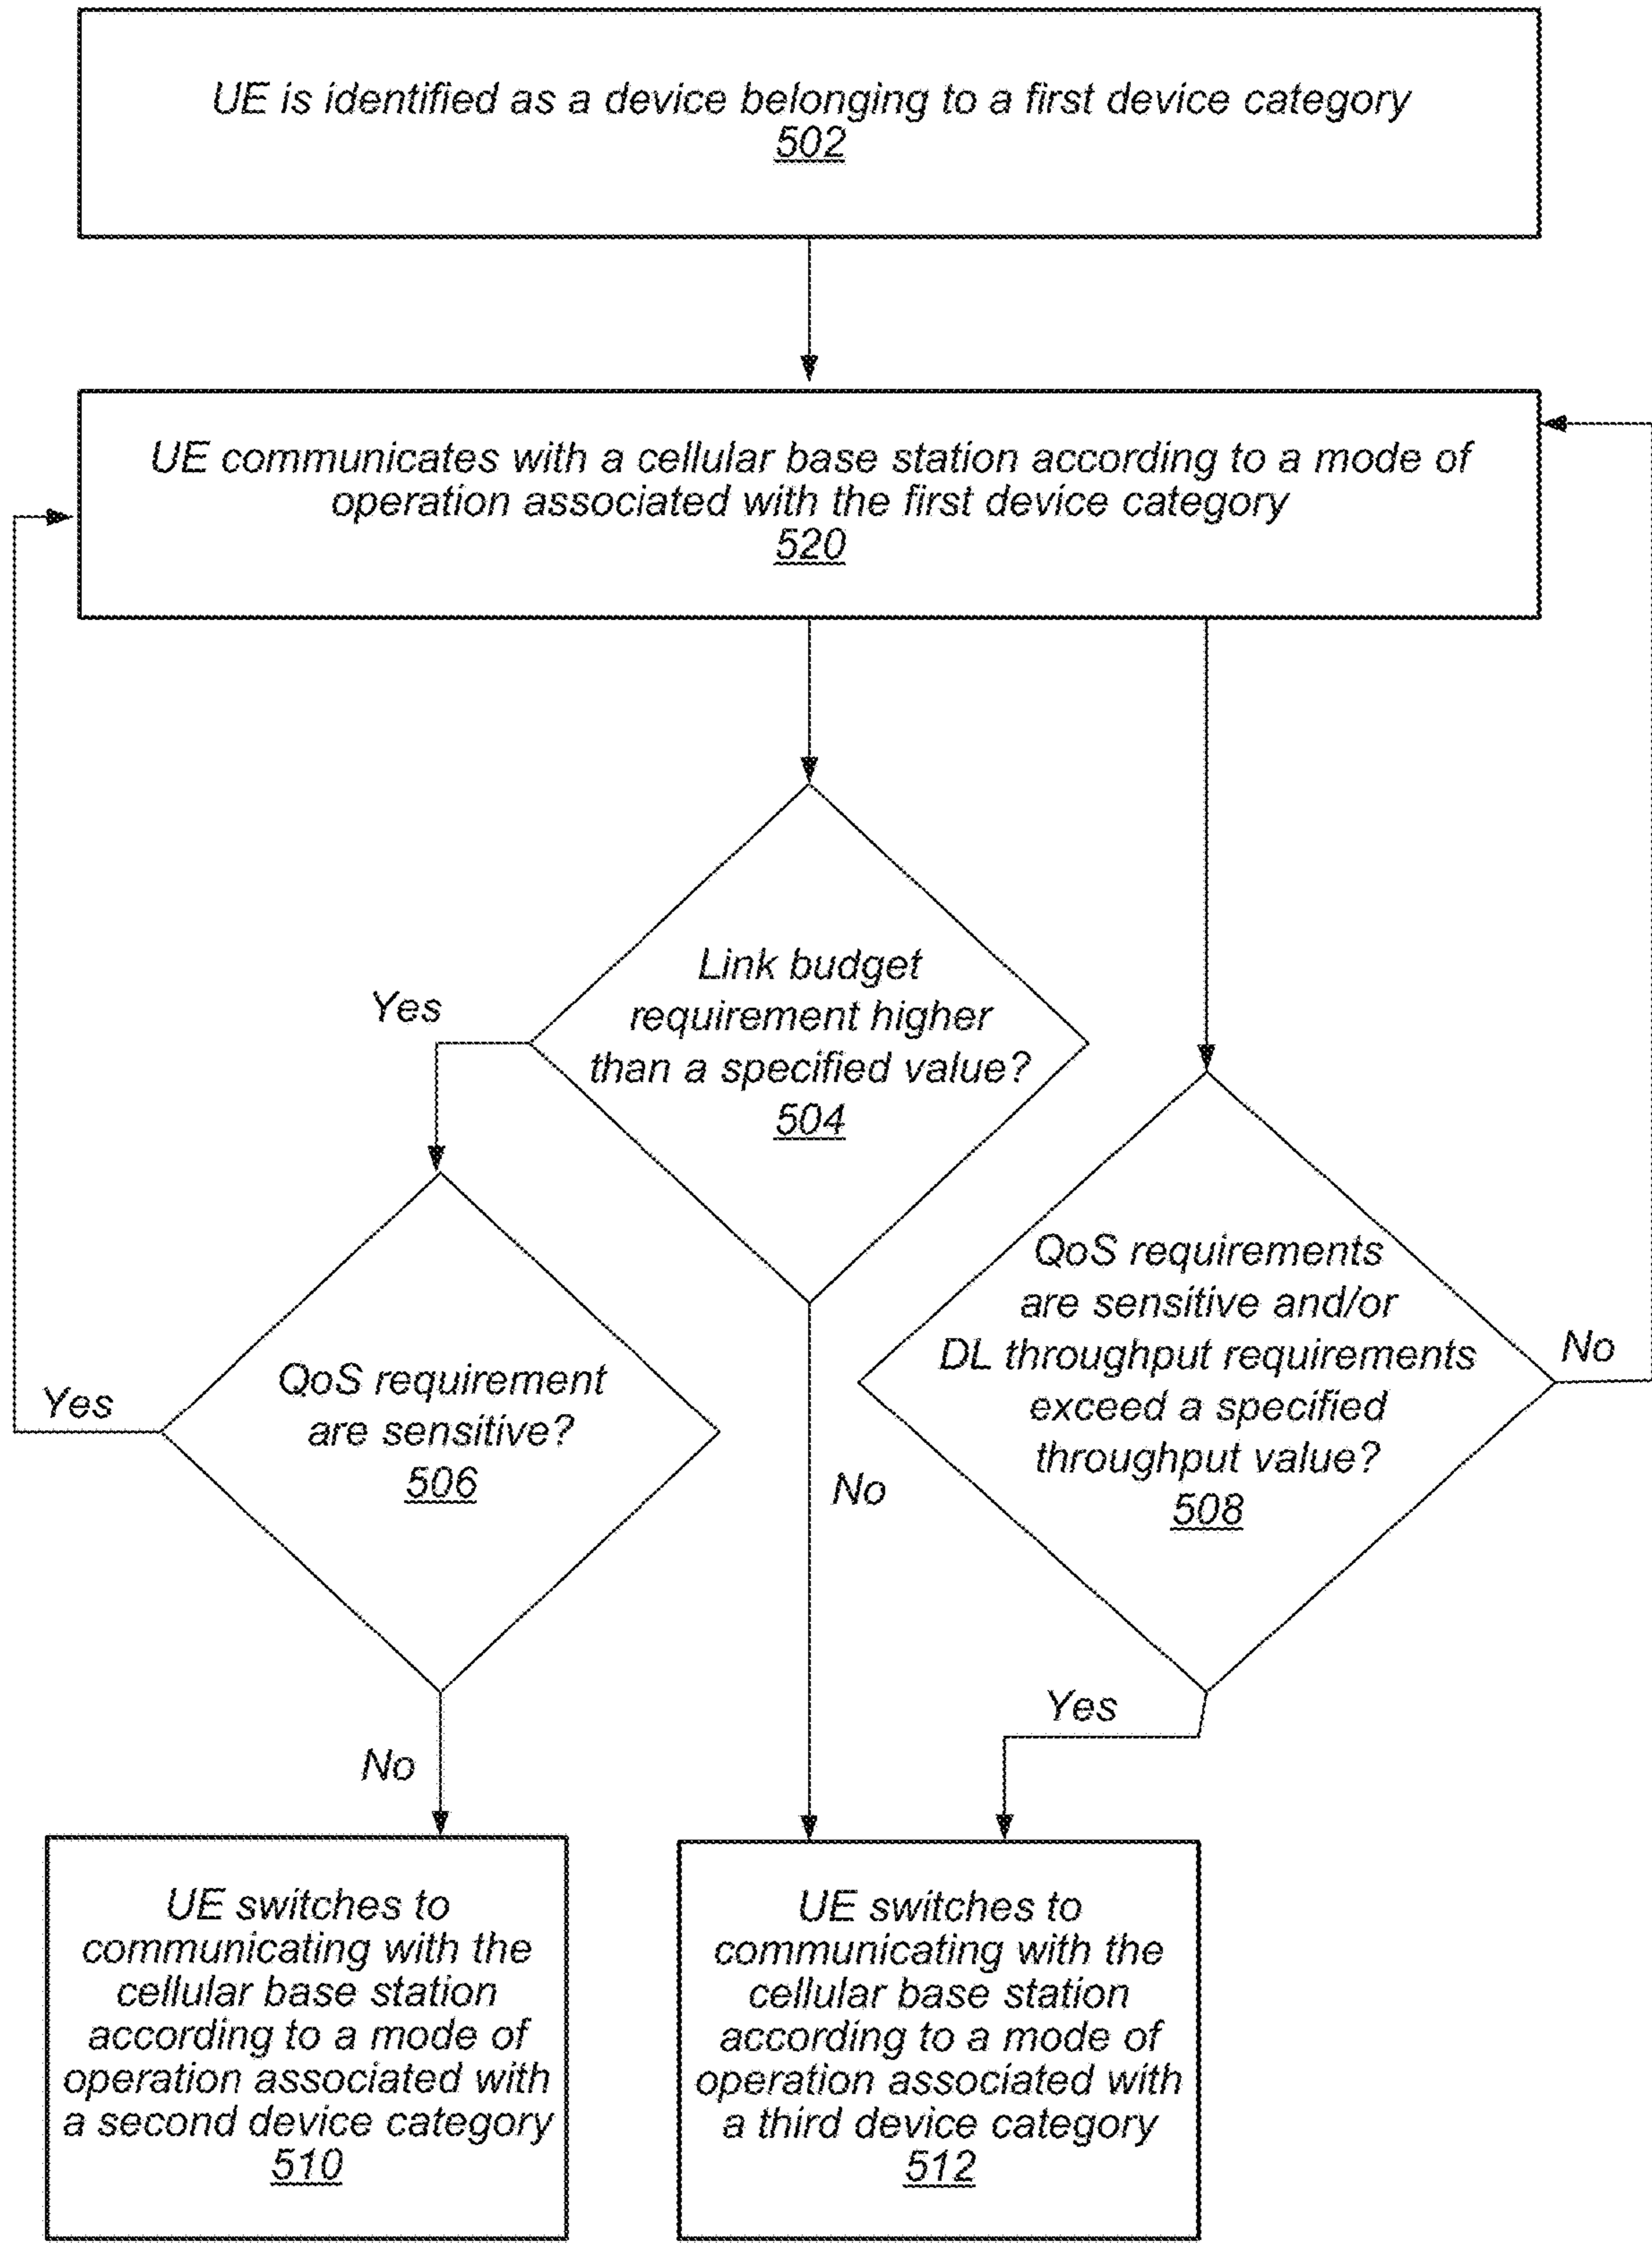 UE is identified as a device belonging to a first device category
502
UE communicates with a cellular base station according to a mode of
operation associated with the first device category
520
Link budget
requirement higher
than a specified value?
504
Yes
No
QoS requirement
are sensitive?
506
Yes
No
QoS requirements
are sensitive and/or
DL throughput requirements
exceed a specified
throughput value?
508
No
Yes
UE switches to
communicating with the
cellular base station
according to a mode of
operation associated with
a second device category
510
UE switches to
communicating with the
cellular base station
according to a mode of
operation associated with
a third device category
512